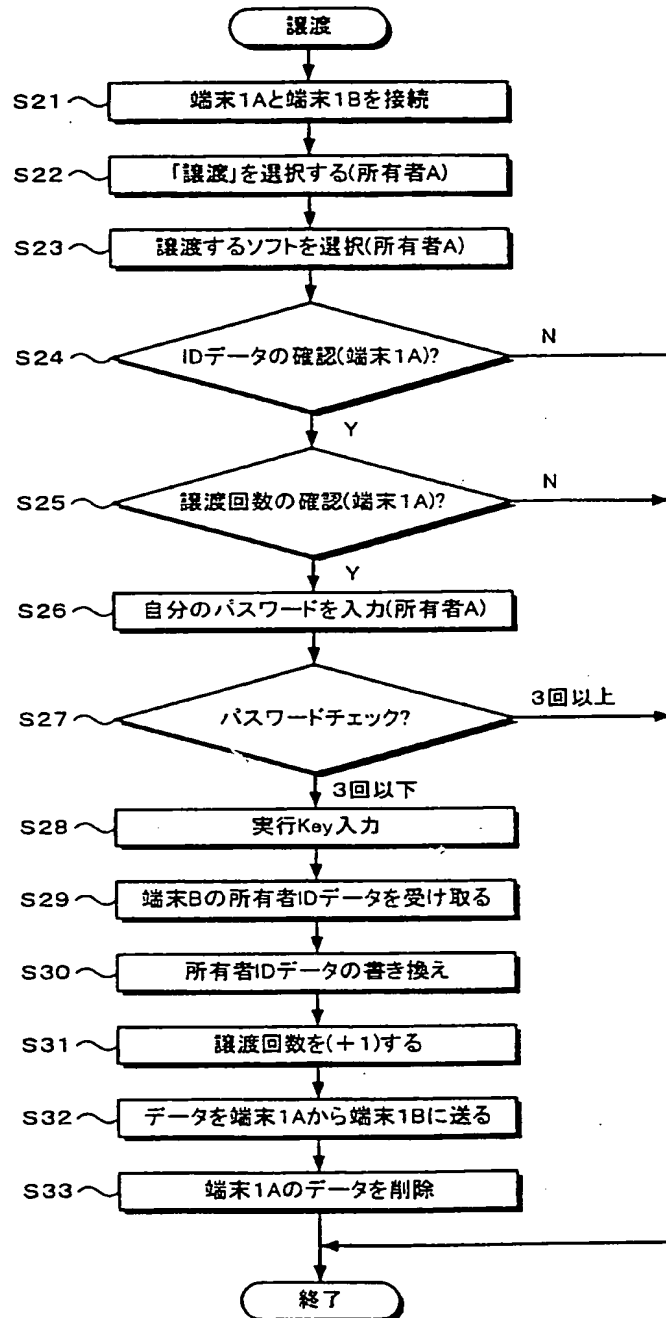 譲渡
S21 端末1Aと端末1Bを接続
S22 「譲渡」を選択する(所有者A)
S23 譲渡するソフトを選択(所有者A)
S24 IDデータの確認(端末1A)? N
Y
S25 譲渡回数の確認(端末1A)? N
Y
S26 自分のパスワードを入力(所有者A)
S27 パスワードチェック? 3回以上
3回以下
S28 実行Key入力
S29 端末Bの所有者IDデータを受け取る
S30 所有者IDデータの書き換え
S31 譲渡回数を(+1)する
S32 データを端末1Aから端末1Bに送る
S33 端末1Aのデータを削除
終了